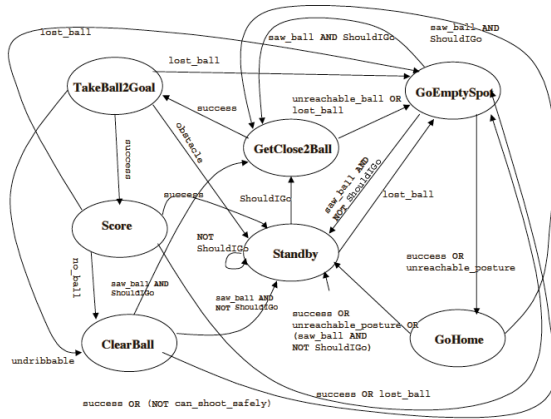 lost_ball
saw_ball AND ShouldIGo
saw_ball AND
ShouldIGo
lost_ball
TakeBall2Goal
GoEmptySpot
success
unreachable_ball OR
lost_ball
obstacle
GetClose2Ball
success
saw_ball AND
NOT ShouldIGo
success
ShouldIGo
lost_ball
Score
NOT
ShouldIGo
Standby
success OR
unreachable_posture
no_ball
saw_ball AND
ShouldIGo
saw_ball AND
NOT ShouldIGo
success OR
unreachable_posture OR
(saw_ball AND
NOT ShouldIGo)
GoHome
ClearBall
undribbable
success OR lost_ball
success OR (NOT can_shoot_safely)